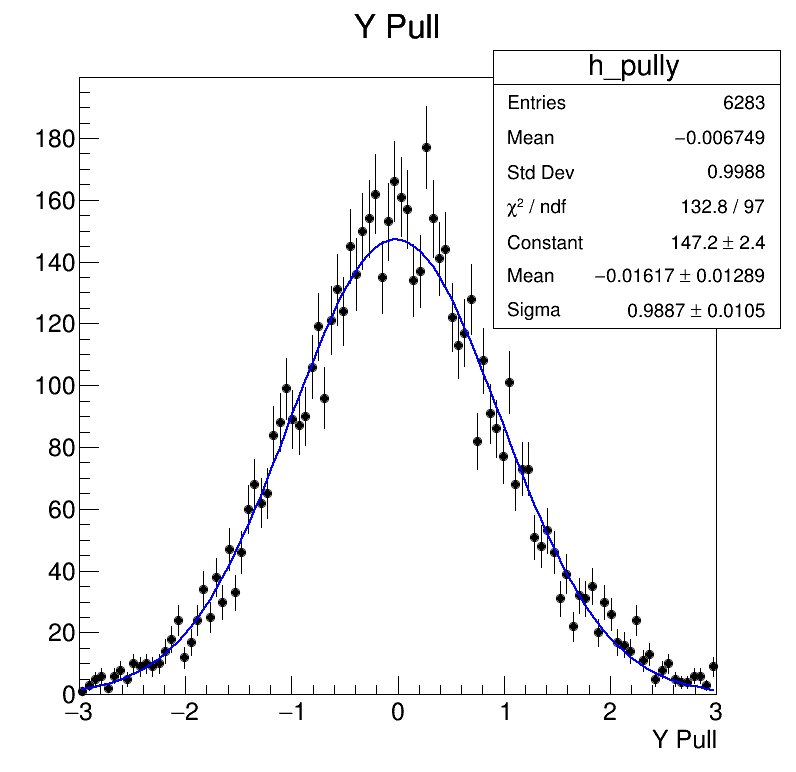 Y Pull
h_pully
Entries 6283
Mean −0.006749
Std Dev 0.9988
χ² / ndf 132.8 / 97
Constant 147.2 ± 2.4
Mean −0.01617 ± 0.01289
Sigma 0.9887 ± 0.0105
180
160
140
120
100
80
60
40
20
0
−3 −2 −1 0 1 2 3
Y Pull